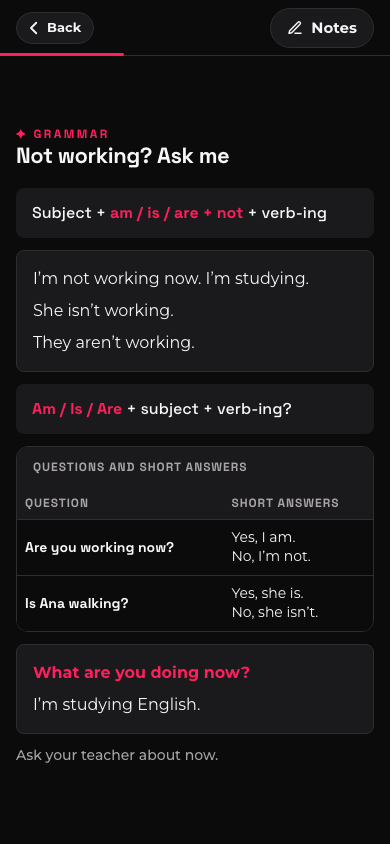 Back
Notes
GRAMMAR
Not working? Ask me
Subject + am / is / are + not + verb-ing
I'm not working now. I'm studying.
She isn't working.
They aren't working.
Am / Is / Are + subject + verb-ing?
QUESTIONS AND SHORT ANSWERS
QUESTION SHORT ANSWERS
Are you working now? Yes, I am.
No, I'm not.
Is Ana walking? Yes, she is.
No, she isn't.
What are you doing now?
I'm studying English.
Ask your teacher about now.